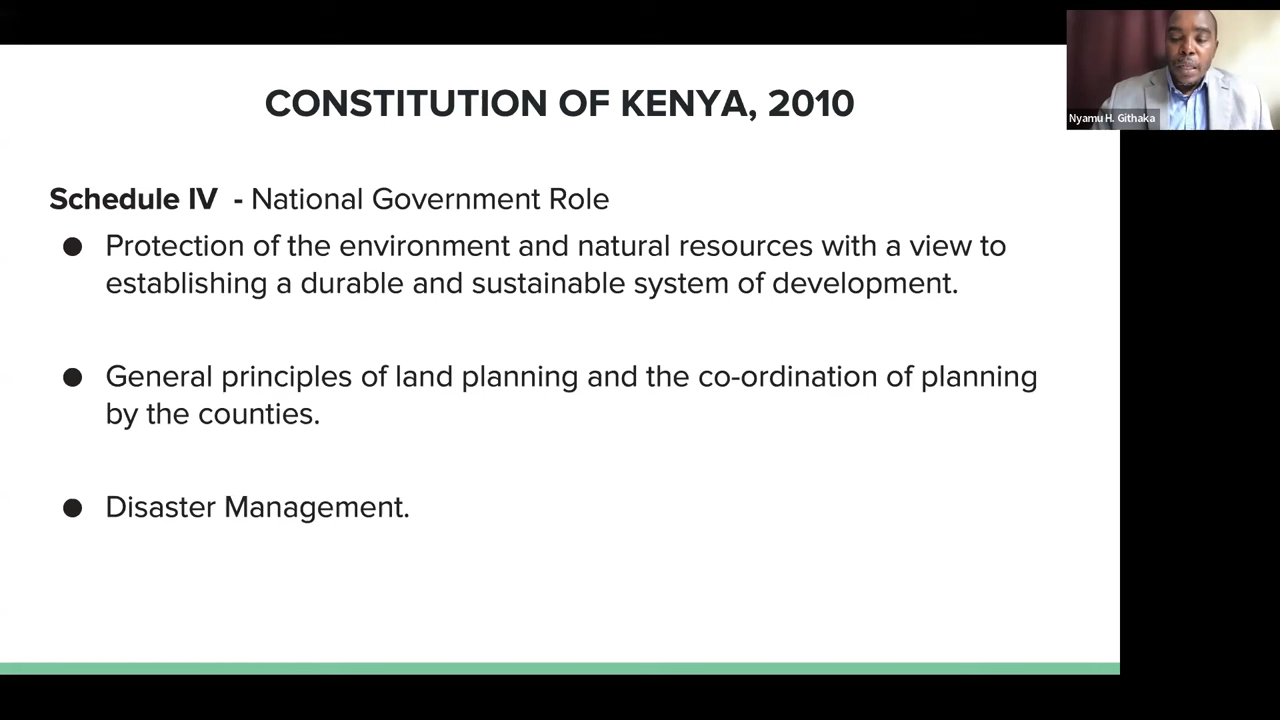 CONSTITUTION OF KENYA, 2010
Nyamu H. Githaka
Schedule IV - National Government Role
● Protection of the environment and natural resources with a view to
establishing a durable and sustainable system of development.
● General principles of land planning and the co-ordination of planning
by the counties.
● Disaster Management.